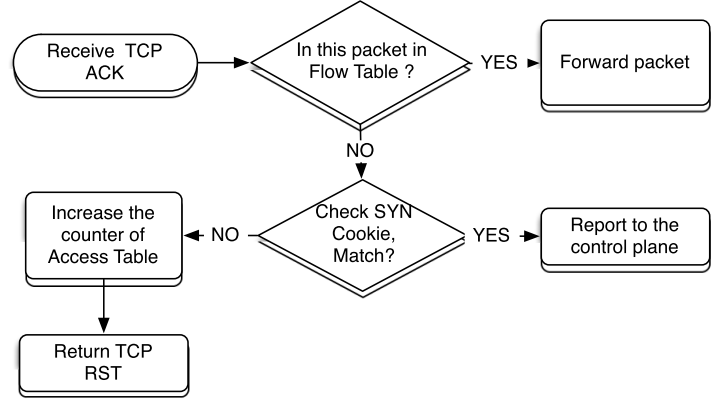 Receive TCP
ACK
In this packet in
Flow Table ?
YES
Forward packet
NO
Check SYN
Cookie,
Match?
YES
Report to the
control plane
NO
Increase the
counter of
Access Table
Return TCP
RST